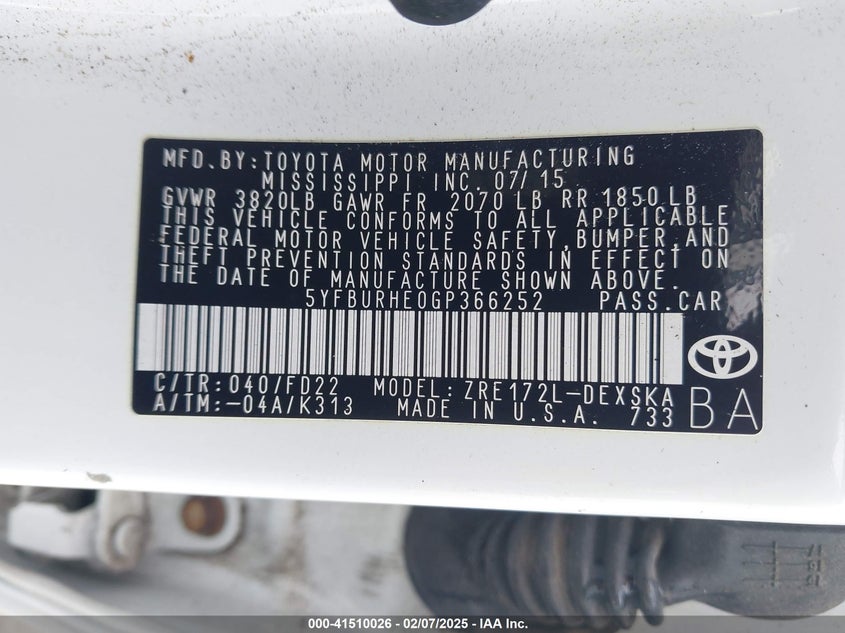 MFD.BY:TOYOTA MOTOR MANUFACTURING
MISSISSIPPI INC. 07/15
GVWR 3820LB GAWR FR 2070 LB RR 1850LB
THIS VEHICLE CONFORMS TO ALL APPLICABLE
FEDERAL MOTOR VEHICLE SAFETY,BUMPER,AND
THEFT PREVENTION STANDARDS IN EFFECT ON
THE DATE OF MANUFACTURE SHOWN ABOVE.
5YFBURHE0GP366252 PASS.CAR
C/TR:040/FD22 MODEL:ZRE172L-DEXSKA
A/TM:-04A/K313 MADE IN U.S.A. 733 BA
000-41510026 - 02/07/2025 - IAA Inc.